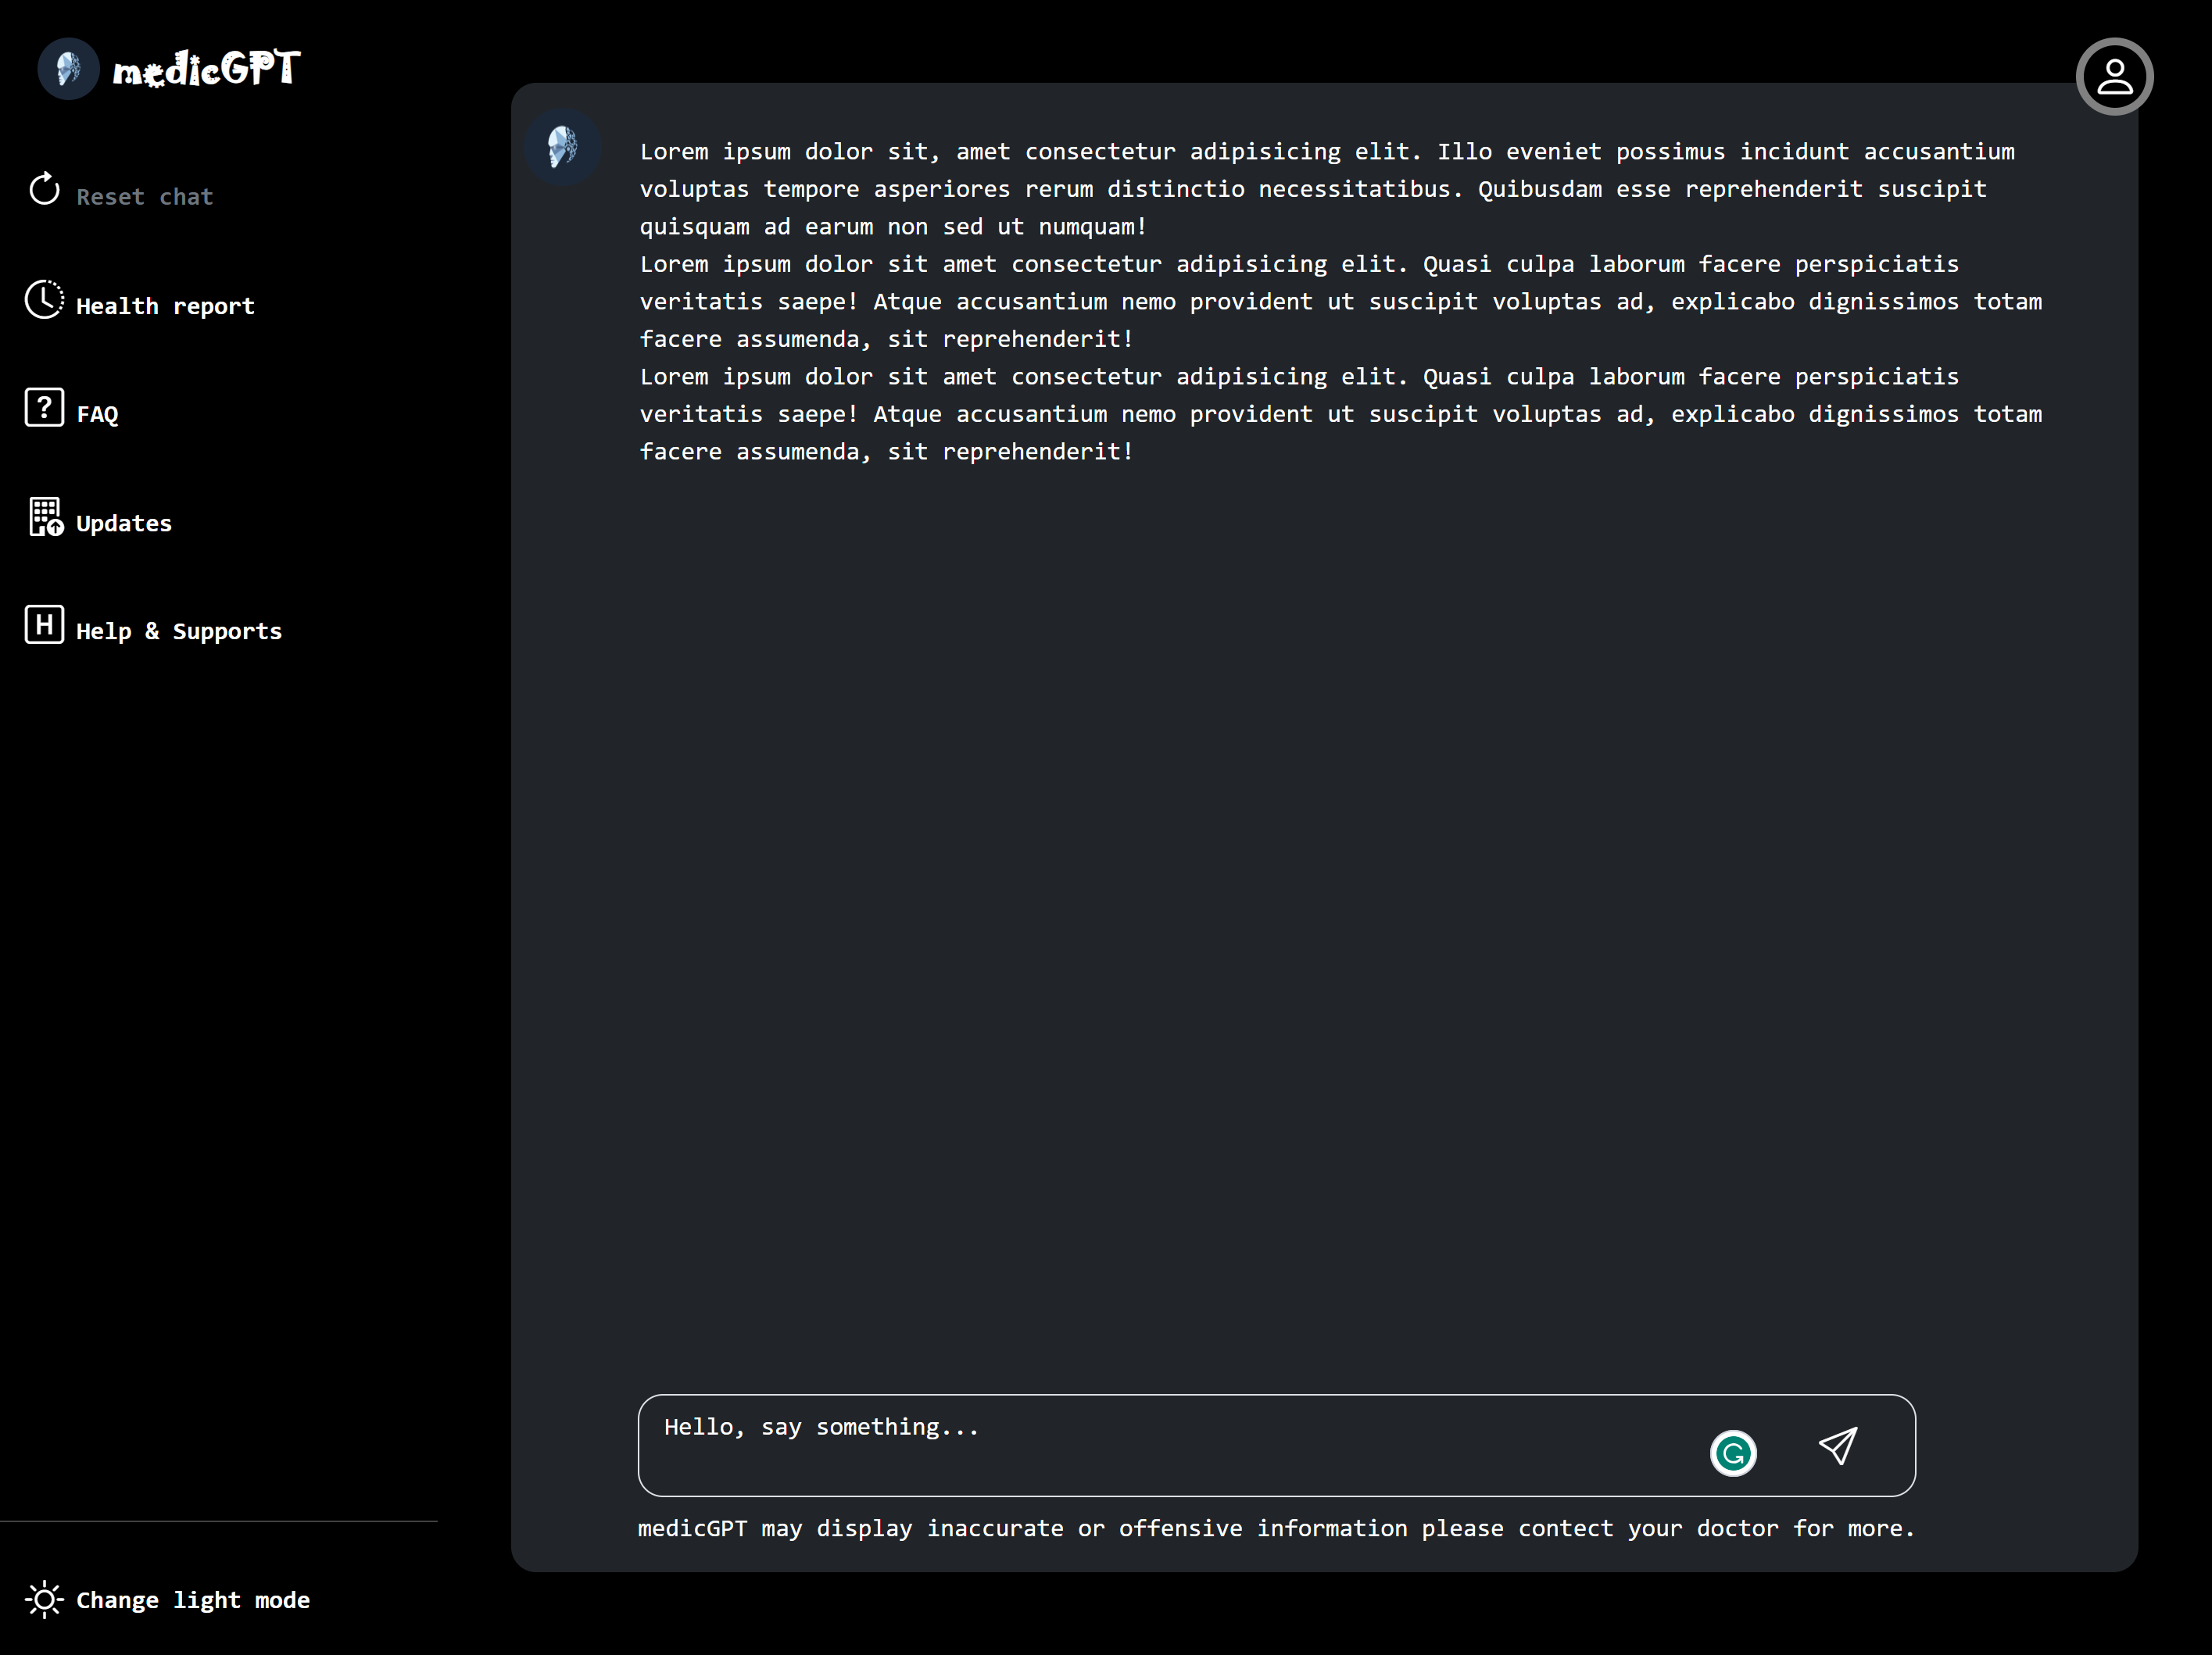 medicGPT
Reset chat
Health report
FAQ
Updates
Help & Supports
Change light mode
Lorem ipsum dolor sit, amet consectetur adipisicing elit. Illo eveniet possimus incidunt accusantium
voluptas tempore asperiores rerum distinctio necessitatibus. Quibusdam esse reprehenderit suscipit
quisquam ad earum non sed ut numquam!
Lorem ipsum dolor sit amet consectetur adipisicing elit. Quasi culpa laborum facere perspiciatis
veritatis saepe! Atque accusantium nemo provident ut suscipit voluptas ad, explicabo dignissimos totam
facere assumenda, sit reprehenderit!
Lorem ipsum dolor sit amet consectetur adipisicing elit. Quasi culpa laborum facere perspiciatis
veritatis saepe! Atque accusantium nemo provident ut suscipit voluptas ad, explicabo dignissimos totam
facere assumenda, sit reprehenderit!
Hello, say something...
medicGPT may display inaccurate or offensive information please contect your doctor for more.